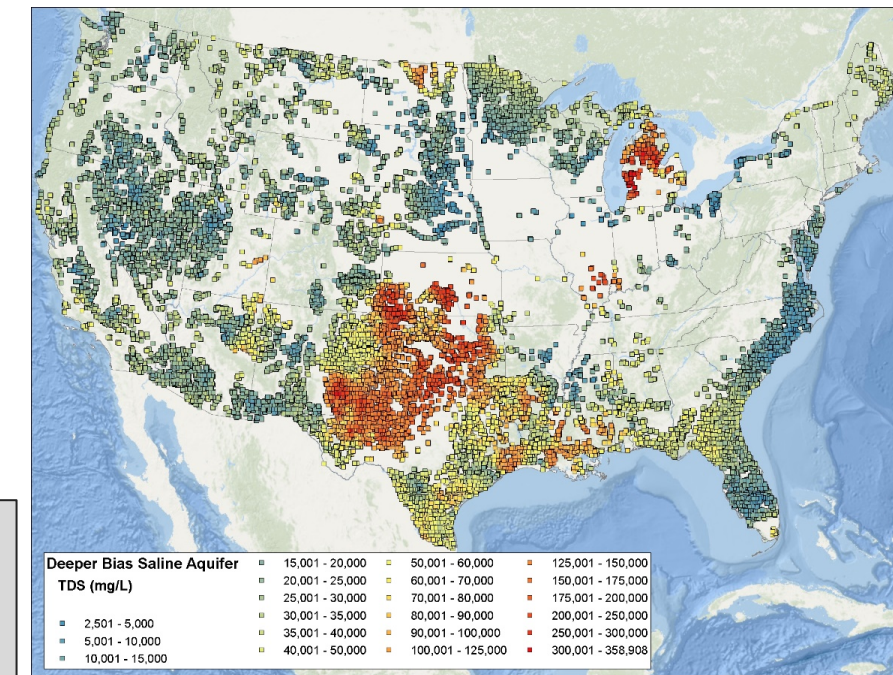 Deeper Bias Saline Aquifer
TDS (mg/L)
2,501 - 5,000
5,001 - 10,000
10,001 - 15,000
15,001 - 20,000
20,001 - 25,000
25,001 - 30,000
30,001 - 35,000
35,001 - 40,000
40,001 - 50,000
50,001 - 60,000
60,001 - 70,000
70,001 - 80,000
80,001 - 90,000
90,001 - 100,000
100,001 - 125,000
125,001 - 150,000
150,001 - 175,000
175,001 - 200,000
200,001 - 250,000
250,001 - 300,000
300,001 - 358,908